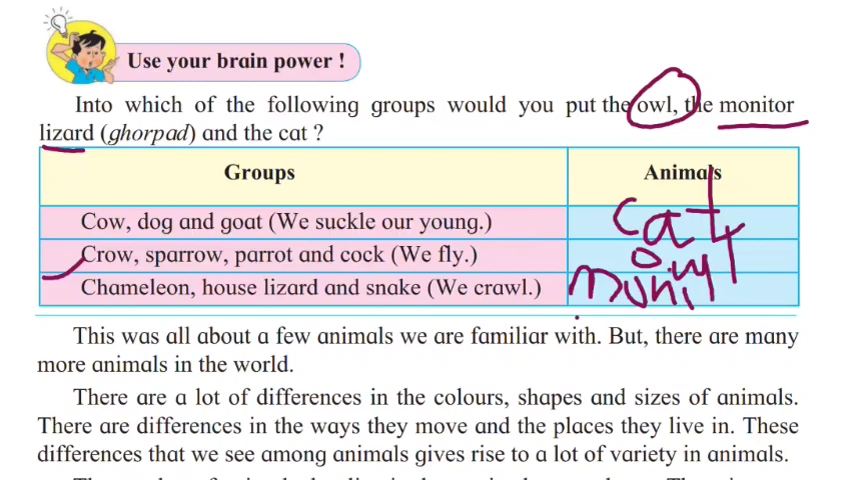 Use your brain power !
Into which of the following groups would you put the owl, the monitor
lizard (ghorpad) and the cat ?
Groups Animals
Cow, dog and goat (We suckle our young.) cat
Crow, sparrow, parrot and cock (We fly.) owl
Chameleon, house lizard and snake (We crawl.)
This was all about a few animals we are familiar with. But, there are many
more animals in the world.
There are a lot of differences in the colours, shapes and sizes of animals.
There are differences in the ways they move and the places they live in. These
differences that we see among animals gives rise to a lot of variety in animals.